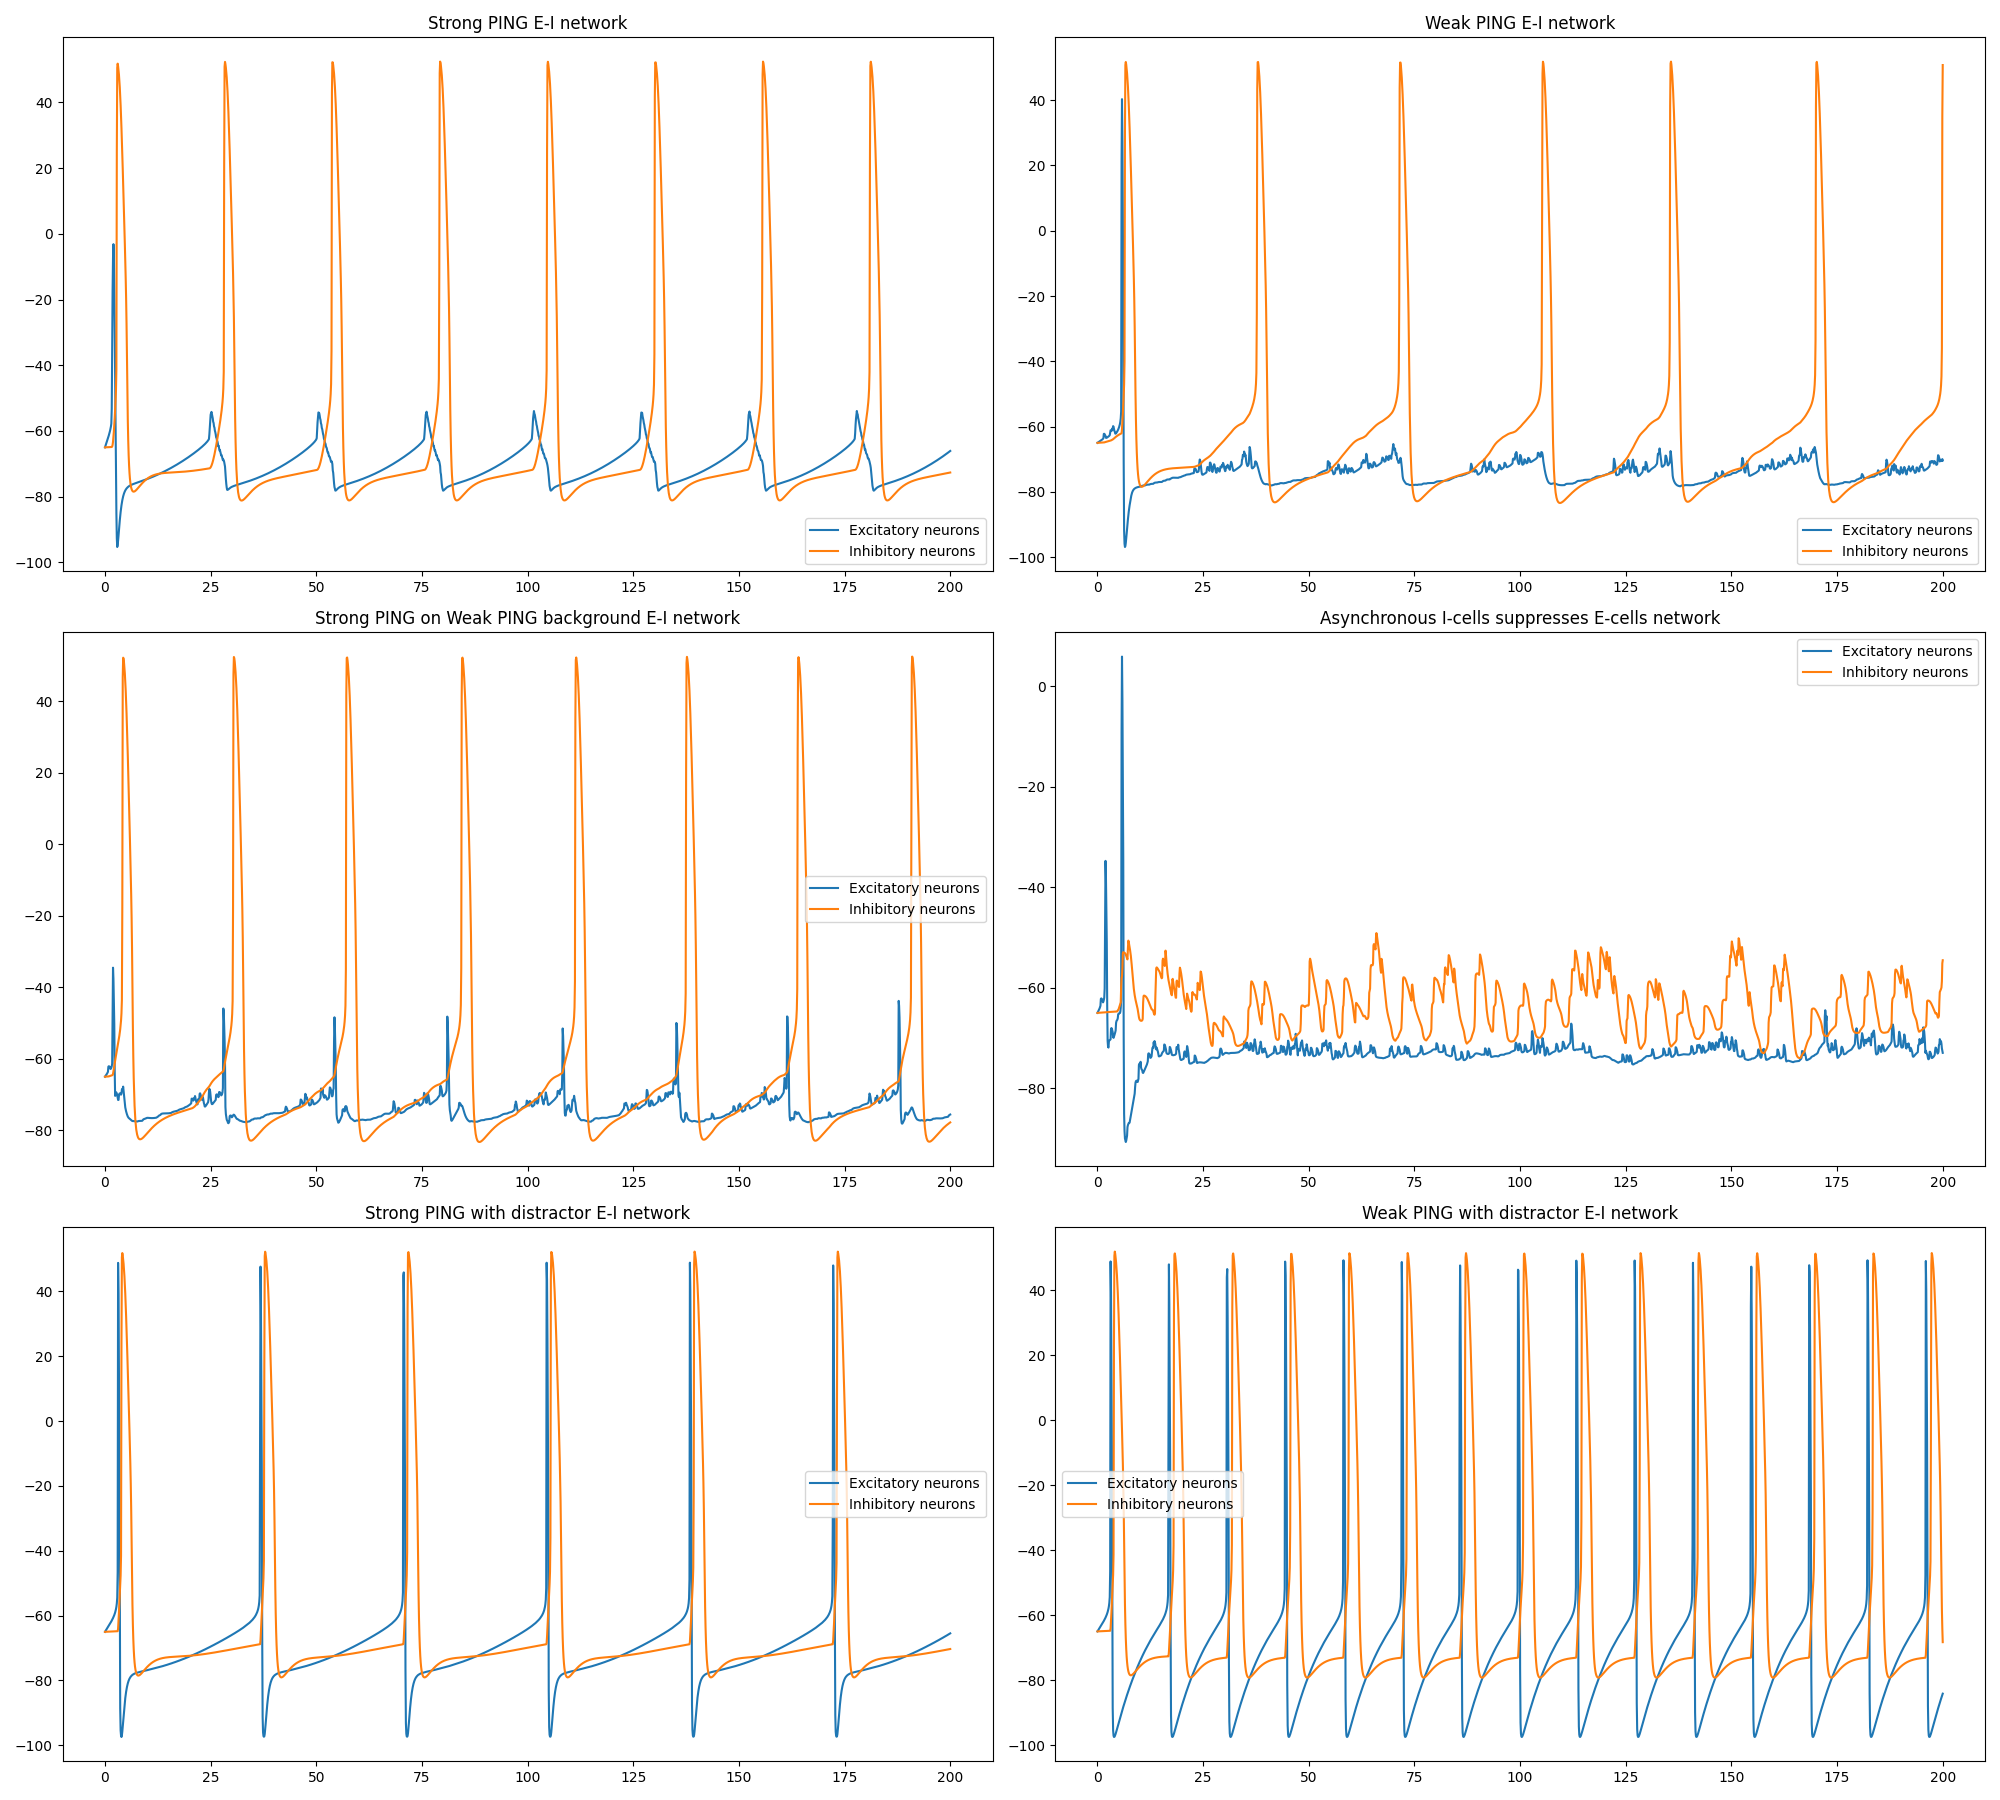 Strong PING E-I network
40
20
0
−20
−40
−60
−80
−100
0 25 50 75 100 125 150 175 200
Excitatory neurons
Inhibitory neurons
Weak PING E-I network
40
20
0
−20
−40
−60
−80
−100
0 25 50 75 100 125 150 175 200
Excitatory neurons
Inhibitory neurons
Strong PING on Weak PING background E-I network
40
20
0
−20
−40
−60
−80
0 25 50 75 100 125 150 175 200
Excitatory neurons
Inhibitory neurons
Asynchronous I-cells suppresses E-cells network
0
−20
−40
−60
−80
0 25 50 75 100 125 150 175 200
Excitatory neurons
Inhibitory neurons
Strong PING with distractor E-I network
40
20
0
−20
−40
−60
−80
−100
0 25 50 75 100 125 150 175 200
Excitatory neurons
Inhibitory neurons
Weak PING with distractor E-I network
40
20
0
−20
−40
−60
−80
−100
0 25 50 75 100 125 150 175 200
Excitatory neurons
Inhibitory neurons